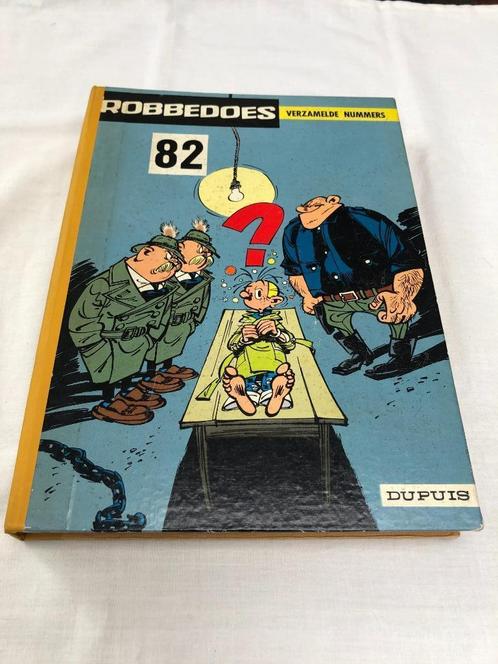 ROBBEDOES
VERZAMELDE NUMMERS
82
?
DUPUIS